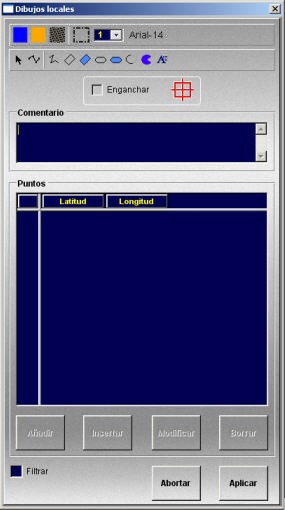 Dibujos locales
1 Arial-14
Enganchar
Comentario
Puntos
Latitud Longitud
Añadir Insertar Modificar Borrar
Filtrar
Abortar Aplicar